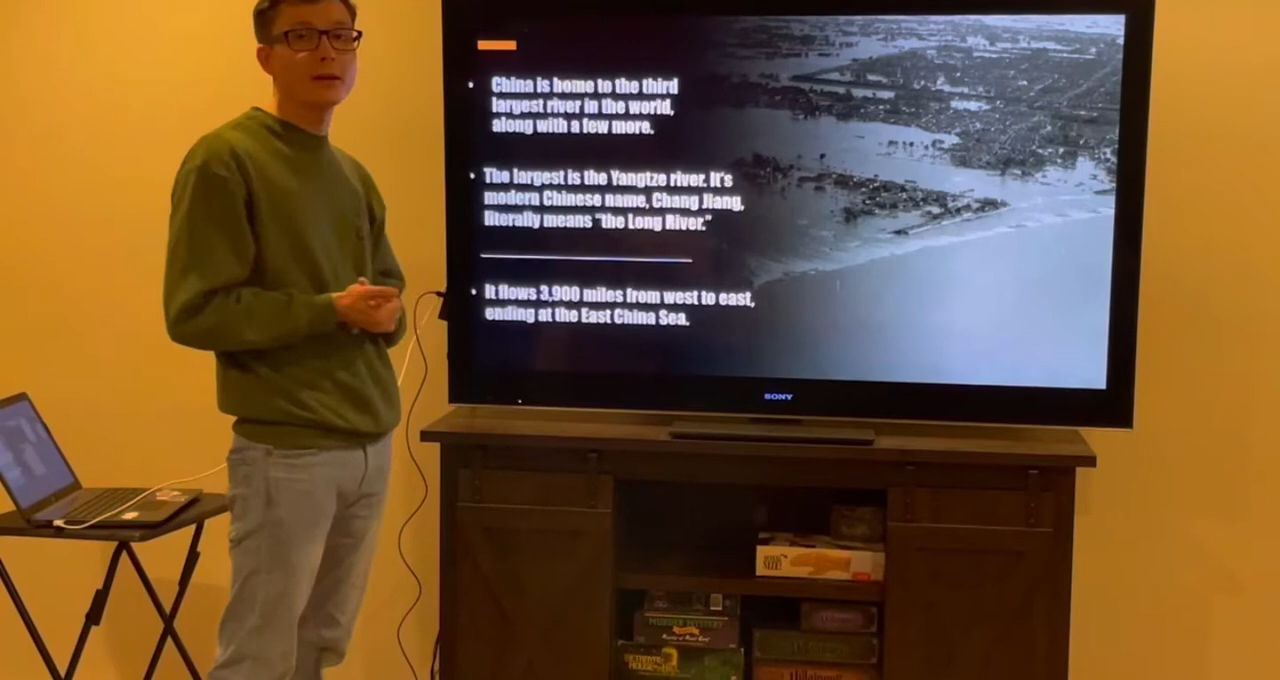 China is home to the third
largest river in the world,
along with a few more.
The largest is the Yangtze river. It's
modern Chinese name, Chang Jiang,
literally means "the Long River."
It flows 3,900 miles from west to east,
ending at the East China Sea.
SONY
MURDER MYSTERY